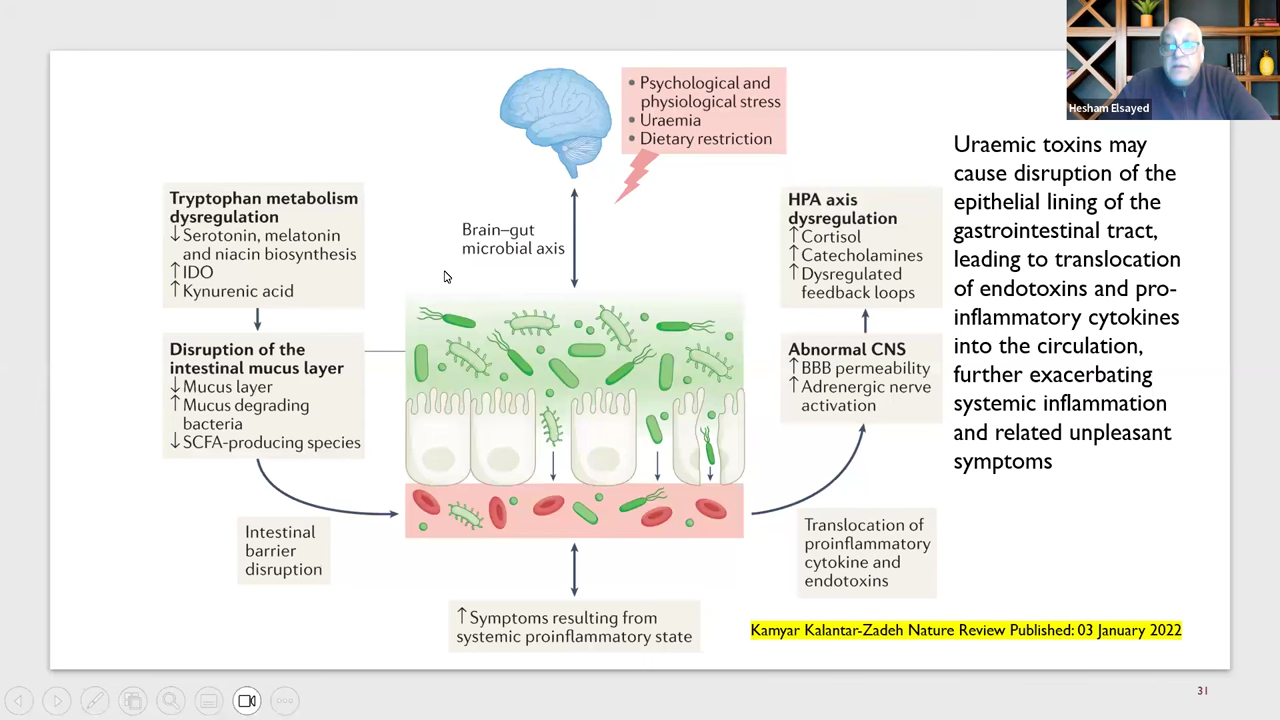 Hesham Elsayed
• Psychological and
physiological stress
• Uraemia
• Dietary restriction
Brain–gut
microbial axis
Tryptophan metabolism
dysregulation
↓ Serotonin, melatonin
and niacin biosynthesis
↑ IDO
↑ Kynurenic acid
Disruption of the
intestinal mucus layer
↓ Mucus layer
↑ Mucus degrading
bacteria
↓ SCFA-producing species
Intestinal
barrier
disruption
↑ Symptoms resulting from
systemic proinflammatory state
HPA axis
dysregulation
↑ Cortisol
↑ Catecholamines
↑ Dysregulated
feedback loops
Abnormal CNS
↑ BBB permeability
↑ Adrenergic nerve
activation
Translocation of
proinflammatory
cytokine and
endotoxins
Uraemic toxins may
cause disruption of the
epithelial lining of the
gastrointestinal tract,
leading to translocation
of endotoxins and pro-
inflammatory cytokines
into the circulation,
further exacerbating
systemic inflammation
and related unpleasant
symptoms
Kamyar Kalantar-Zadeh Nature Review Published: 03 January 2022
31